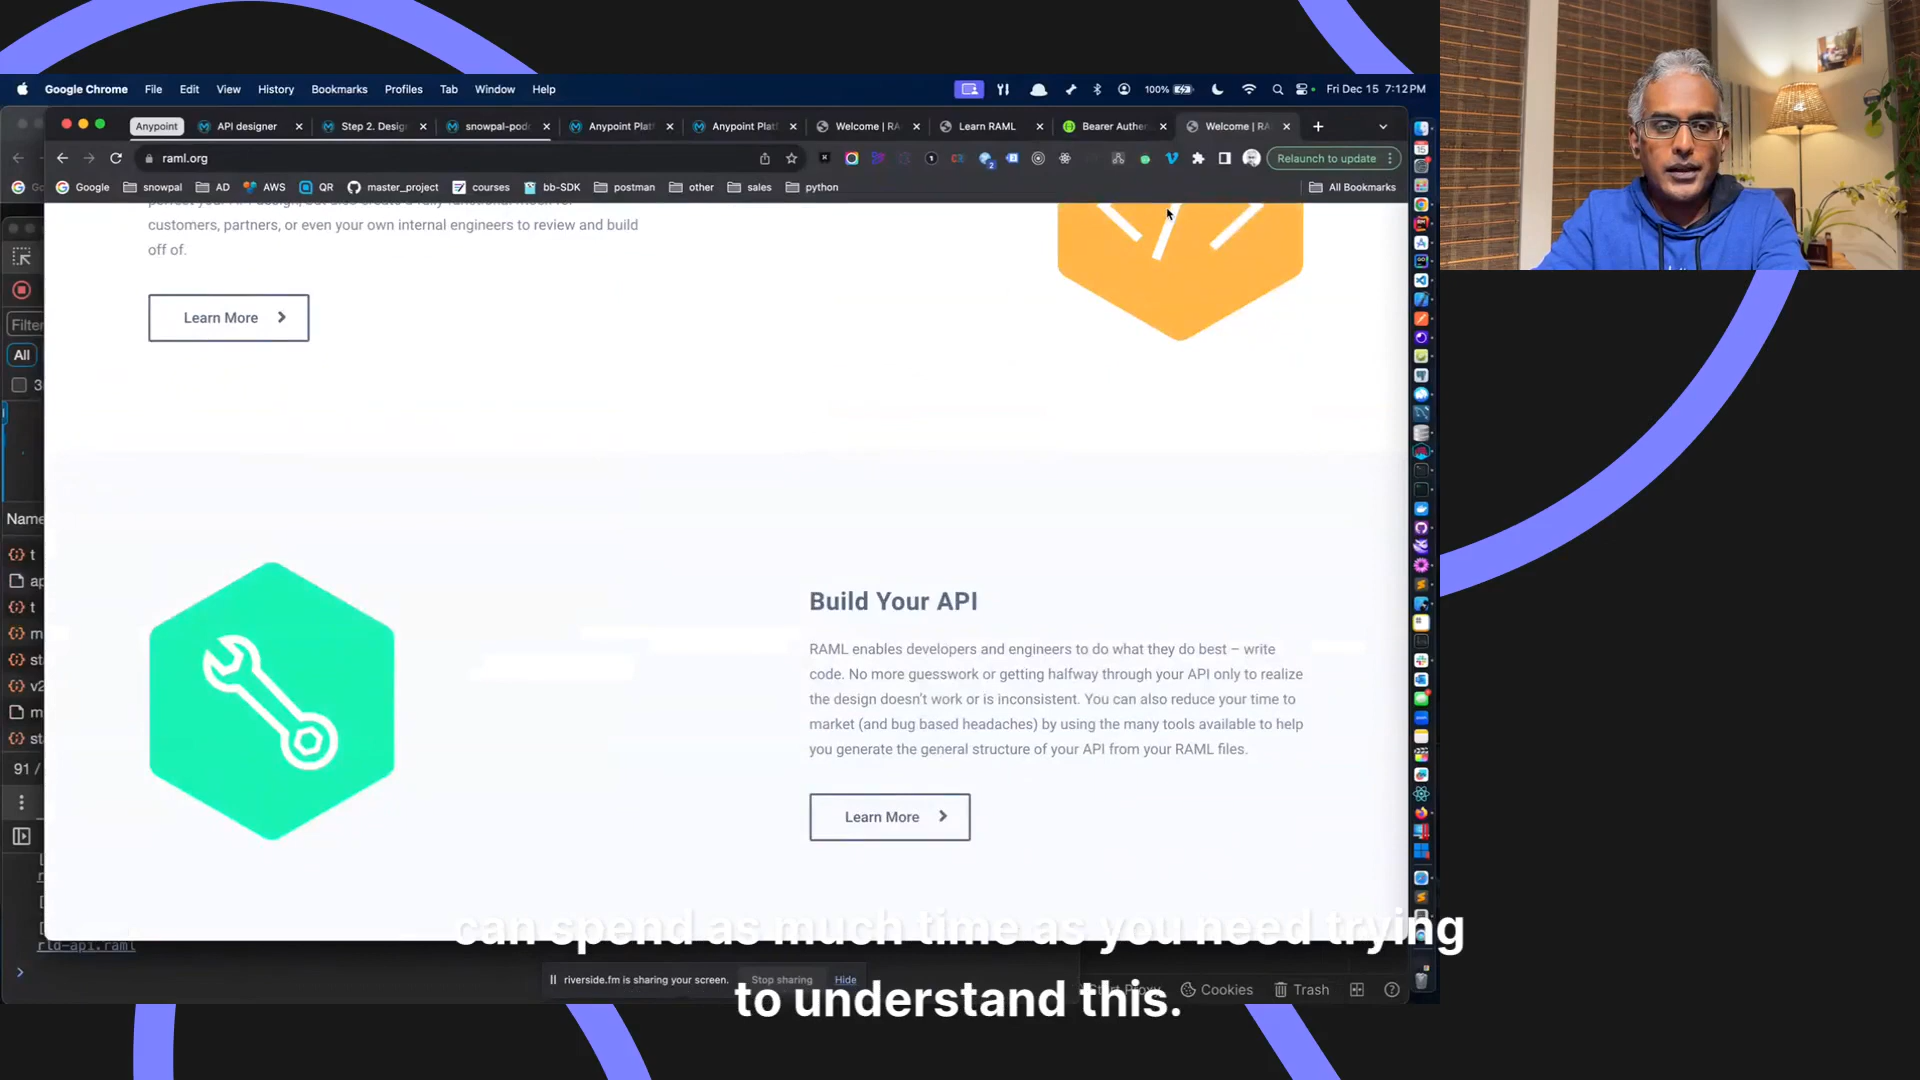 Google Chrome File Edit View History Bookmarks Profiles Tab Window Help 100% Fri Dec 15 7:12 PM
Anypoint API designer Step 2. Desig snowpal-podc Anypoint Platf Anypoint Platf Welcome | RA Learn RAML Bearer Authe Welcome | RA
raml.org Relaunch to update
Google snowpal AD AWS QR master_project courses bb-SDK postman other sales python All Bookmarks
customers, partners, or even your own internal engineers to review and build
off of.
Learn More
Filter
All
Name
t
t
91 /
Build Your API
RAML enables developers and engineers to do what they do best – write
code. No more guesswork or getting halfway through your API only to realize
the design doesn't work or is inconsistent. You can also reduce your time to
market (and bug based headaches) by using the many tools available to help
you generate the general structure of your API from your RAML files.
Learn More
rld-api.raml
riverside.fm is sharing your screen. Stop sharing Hide
Cookies Trash
can spend as much time as you need trying
to understand this.